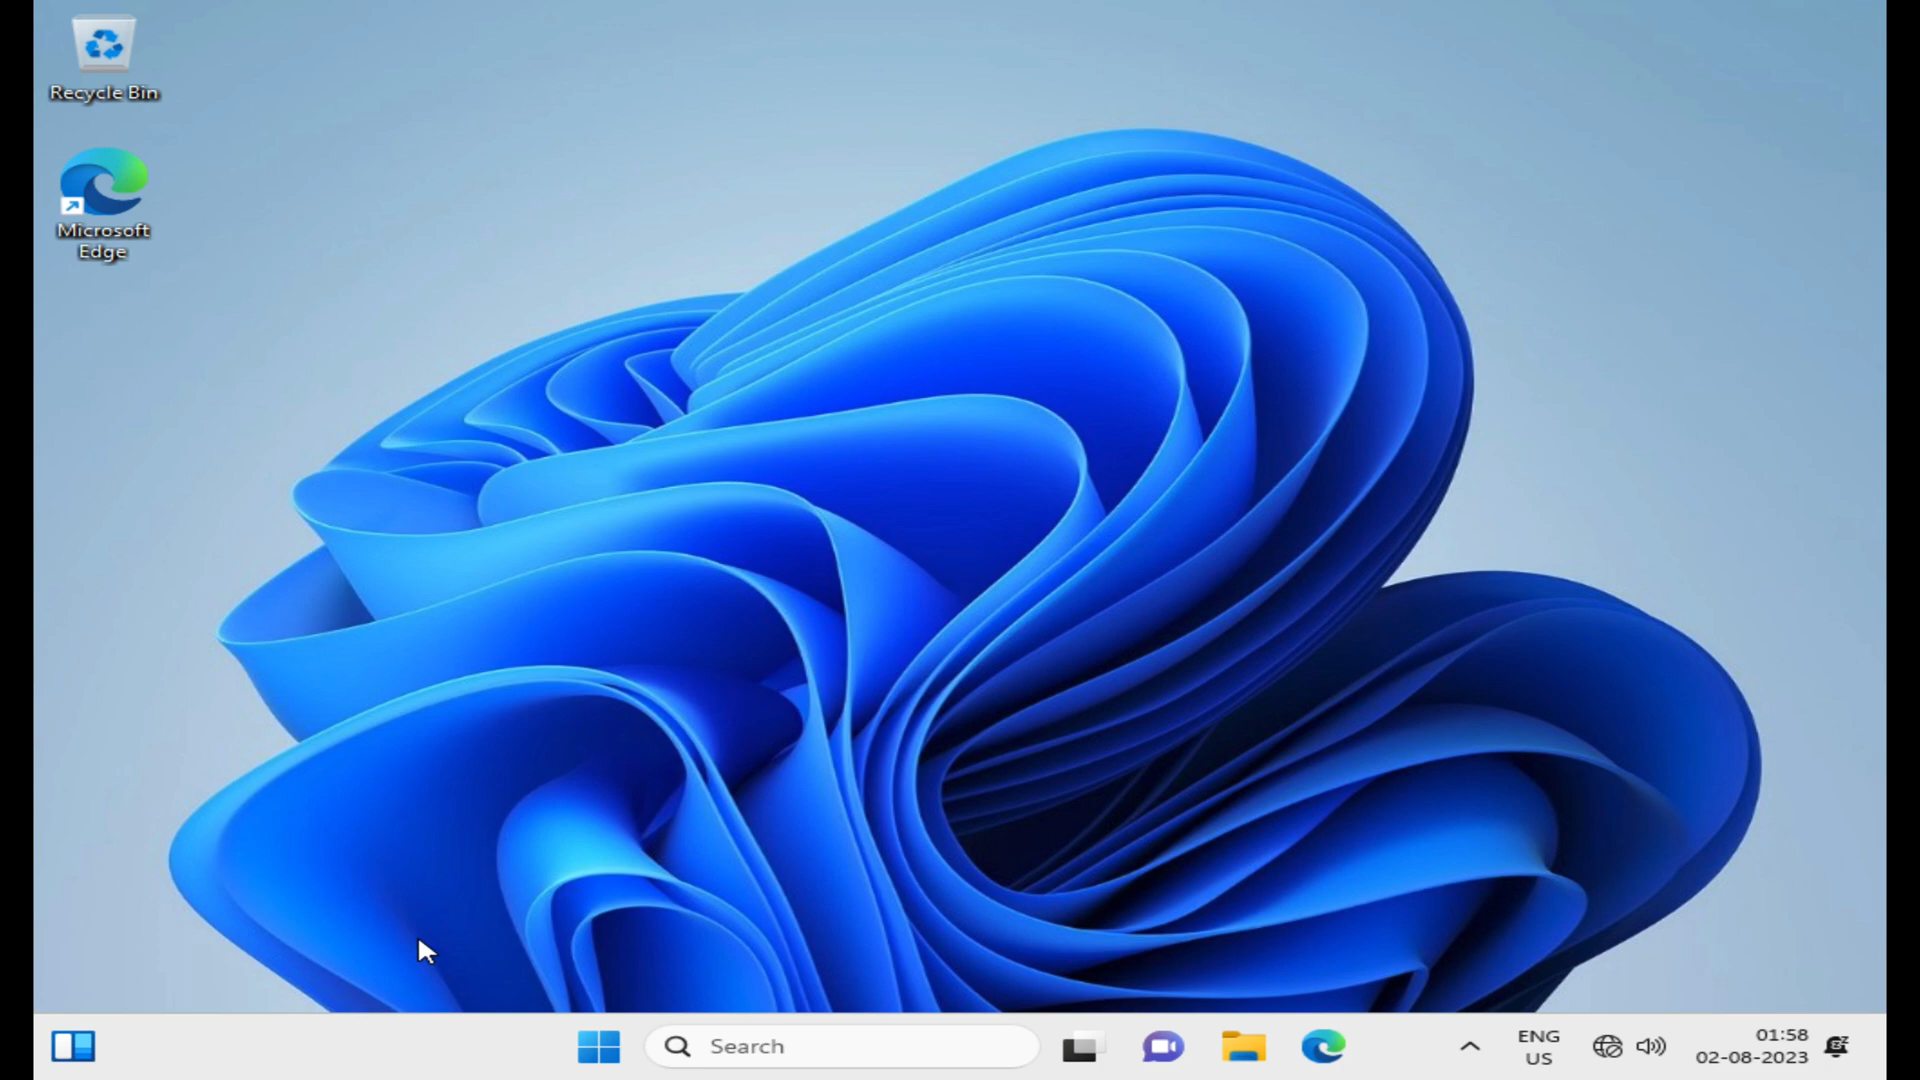 Recycle Bin
Microsoft
Edge
Search
ENG
US
01:58
02-08-2023